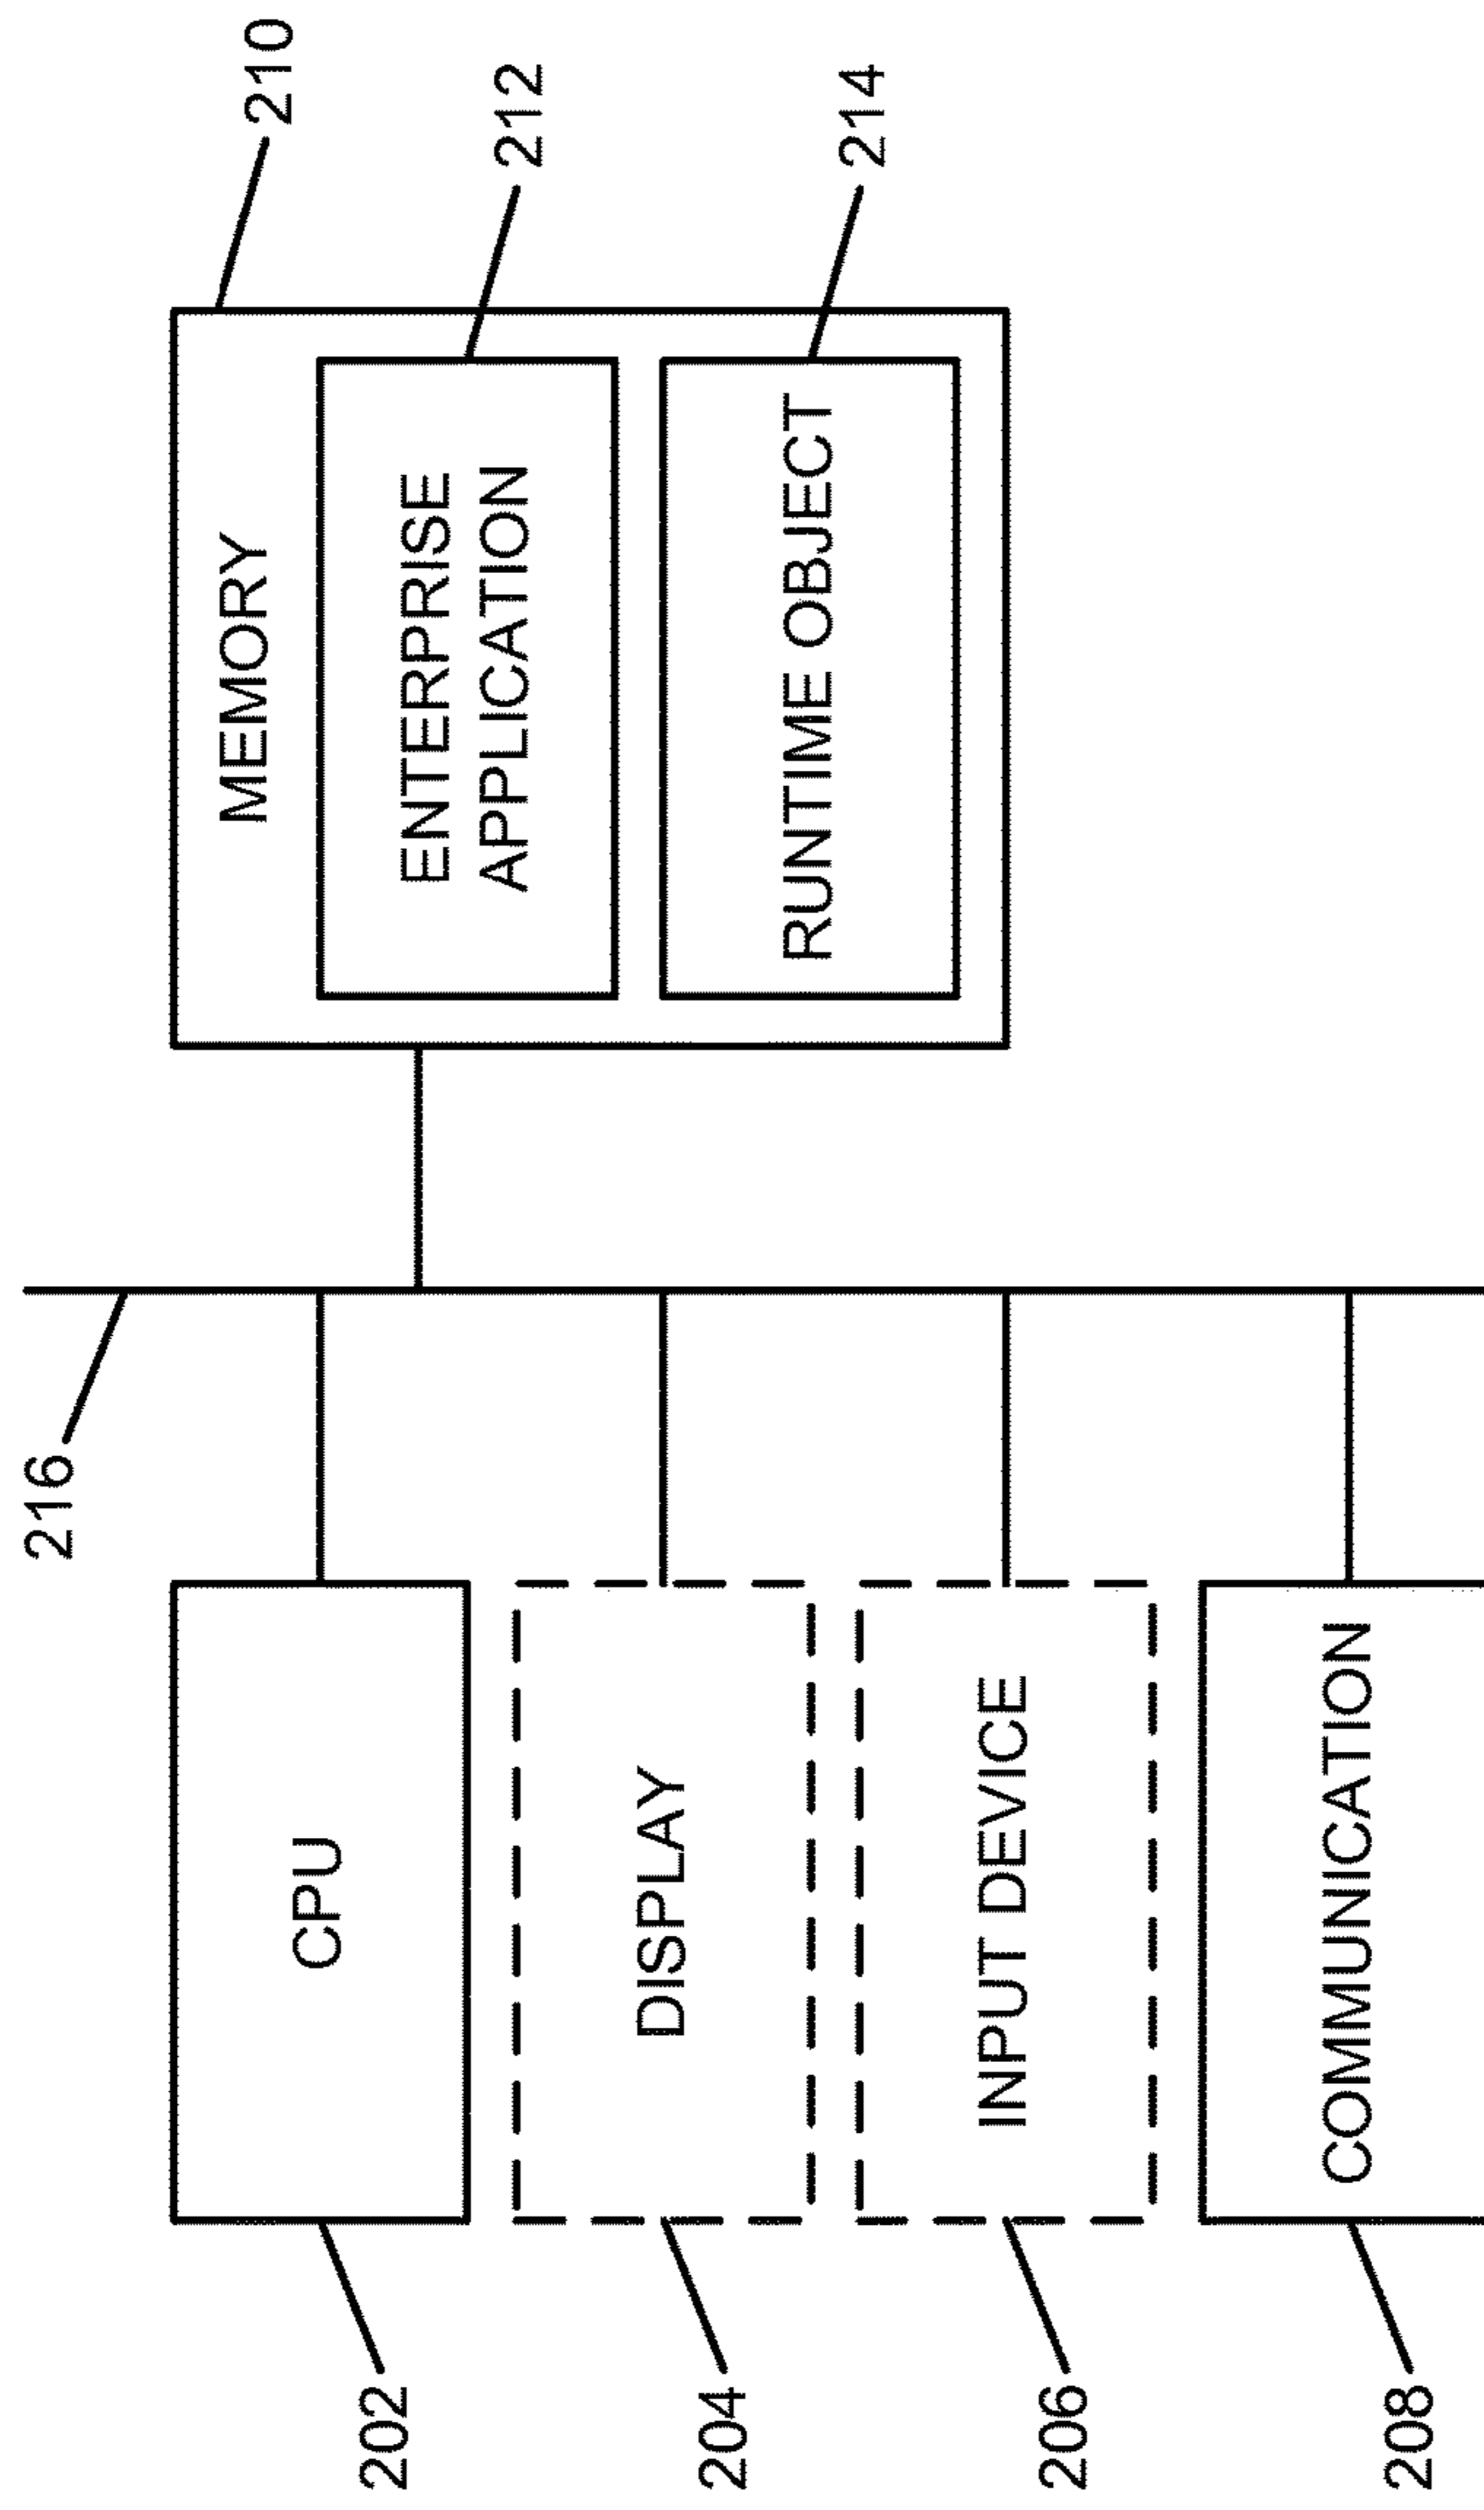 216
210
MEMORY
212
ENTERPRISE
APPLICATION
214
RUNTIME OBJECT
202
CPU
204
DISPLAY
206
INPUT DEVICE
208
COMMUNICATION